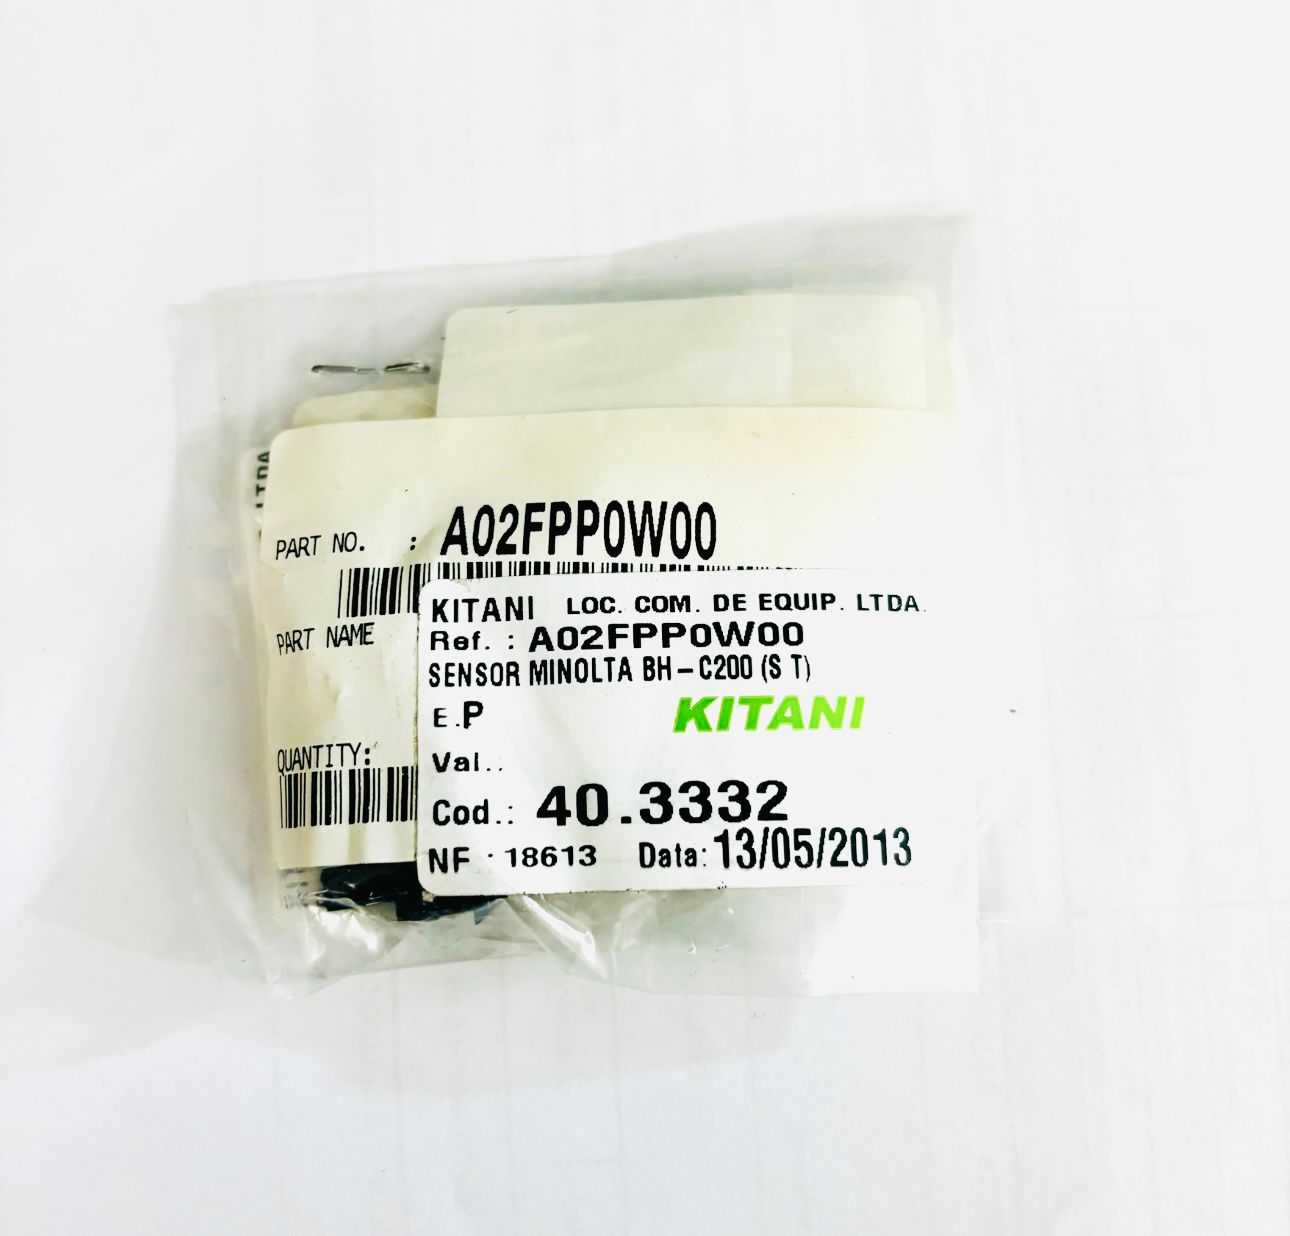 LTDA
PART NO. : A02FPP0W00
PART NAME
QUANTITY:
KITANI LOC. COM. DE EQUIP. LTDA.
Ref. : A02FPP0W00
SENSOR MINOLTA BH-C200 (S T)
E.P
KITANI
Val.:
Cod.: 40.3332
NF : 18613 Data: 13/05/2013